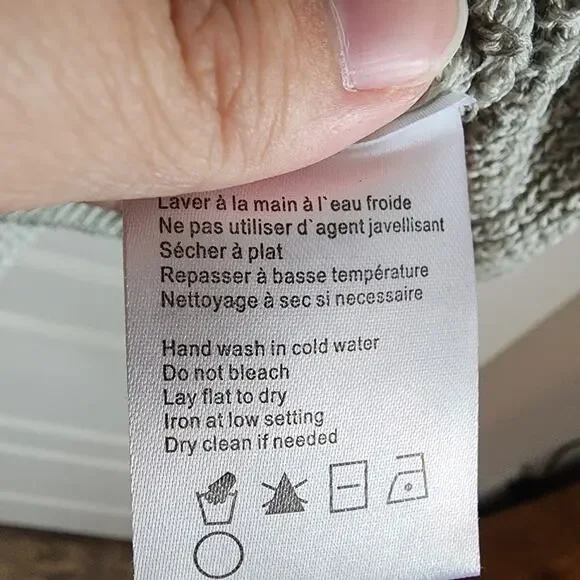 Laver à la main à l'eau froide
Ne pas utiliser d'agent javellisant
Sécher à plat
Repasser à basse température
Nettoyage à sec si necessaire
Hand wash in cold water
Do not bleach
Lay flat to dry
Iron at low setting
Dry clean if needed